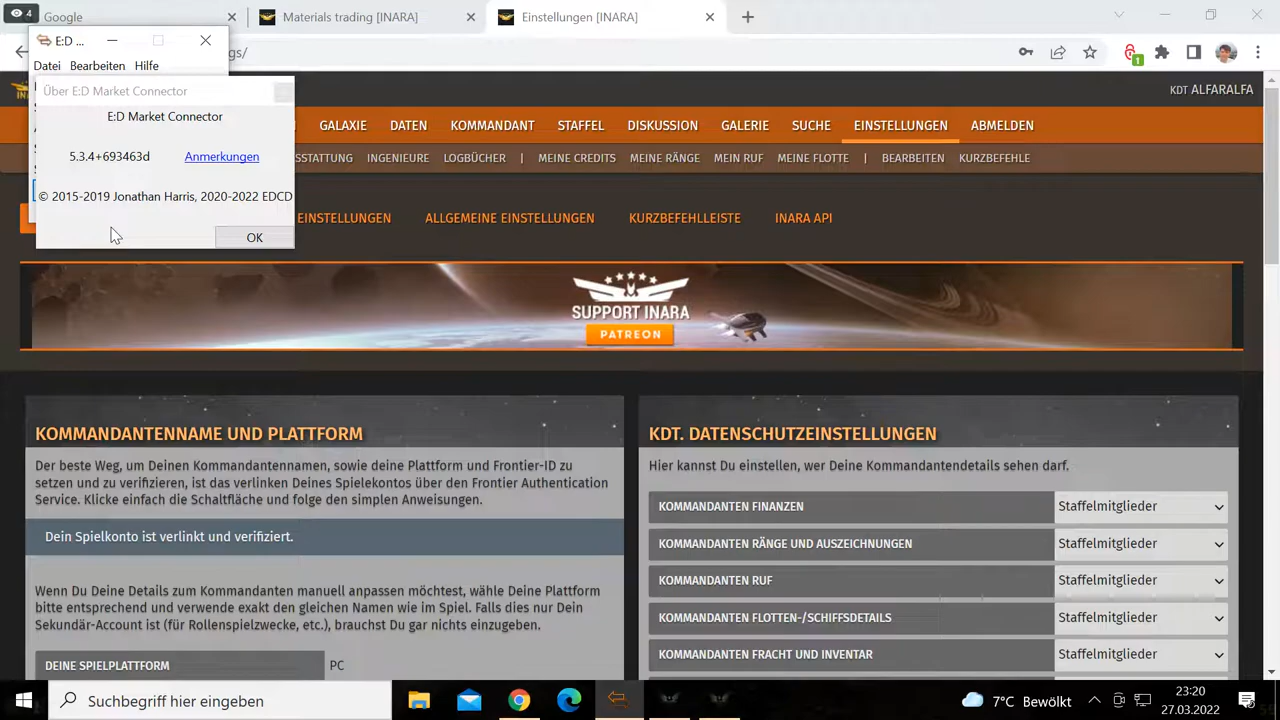 4
Google
Materials trading [INARA]
Einstellungen [INARA]
E:D ...
gs/
1
Datei Bearbeiten Hilfe
Über E:D Market Connector
E:D Market Connector
5.3.4+693463d Anmerkungen
© 2015-2019 Jonathan Harris, 2020-2022 EDCD
OK
KDT ALFARALFA
GALAXIE DATEN KOMMANDANT STAFFEL DISKUSSION GALERIE SUCHE EINSTELLUNGEN ABMELDEN
SSTATTUNG INGENIEURE LOGBÜCHER | MEINE CREDITS MEINE RÄNGE MEIN RUF MEINE FLOTTE | BEARBEITEN KURZBEFEHLE
EINSTELLUNGEN ALLGEMEINE EINSTELLUNGEN KURZBEFEHLLEISTE INARA API
SUPPORT INARA
PATREON
KOMMANDANTENNAME UND PLATTFORM
Der beste Weg, um Deinen Kommandantennamen, sowie deine Plattform und Frontier-ID zu
setzen und zu verifizieren, ist das verlinken Deines Spielekontos über den Frontier Authentication
Service. Klicke einfach die Schaltfläche und folge den simplen Anweisungen.
Dein Spielkonto ist verlinkt und verifiziert.
Wenn Du Deine Details zum Kommandanten manuell anpassen möchtest, wähle Deine Plattform
bitte entsprechend und verwende exakt den gleichen Namen wie im Spiel. Falls dies nur Dein
Sekundär-Account ist (für Rollenspielzwecke, etc.), brauchst Du gar nichts einzugeben.
DEINE SPIELPLATTFORM PC
KDT. DATENSCHUTZEINSTELLUNGEN
Hier kannst Du einstellen, wer Deine Kommandantendetails sehen darf.
KOMMANDANTEN FINANZEN Staffelmitglieder
KOMMANDANTEN RÄNGE UND AUSZEICHNUNGEN Staffelmitglieder
KOMMANDANTEN RUF Staffelmitglieder
KOMMANDANTEN FLOTTEN-/SCHIFFSDETAILS Staffelmitglieder
KOMMANDANTEN FRACHT UND INVENTAR Staffelmitglieder
Suchbegriff hier eingeben
7°C Bewölkt
23:20
27.03.2022